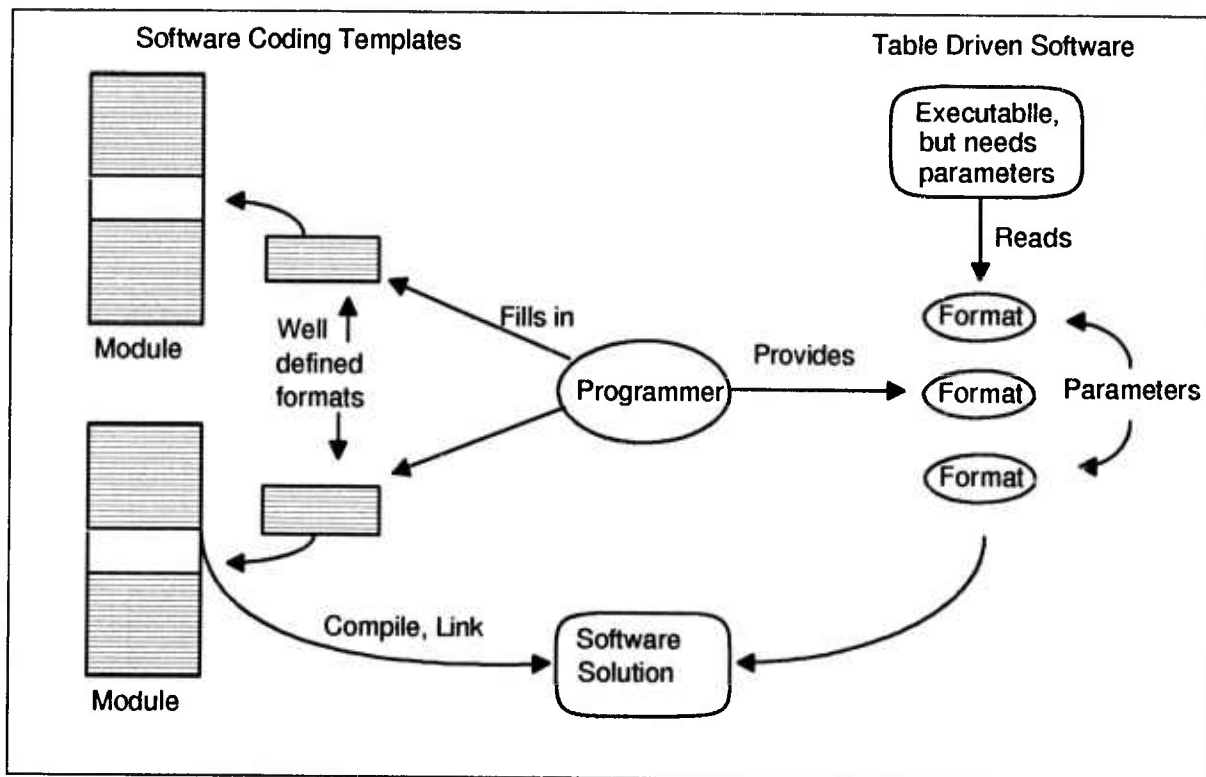 Software Coding Templates
Table Driven Software
Executablle,
but needs
parameters
Reads
Format
Fills in
Well
defined
formats
Module
Provides
Programmer
Format
Parameters
Format
Compile, Link
Software
Solution
Module